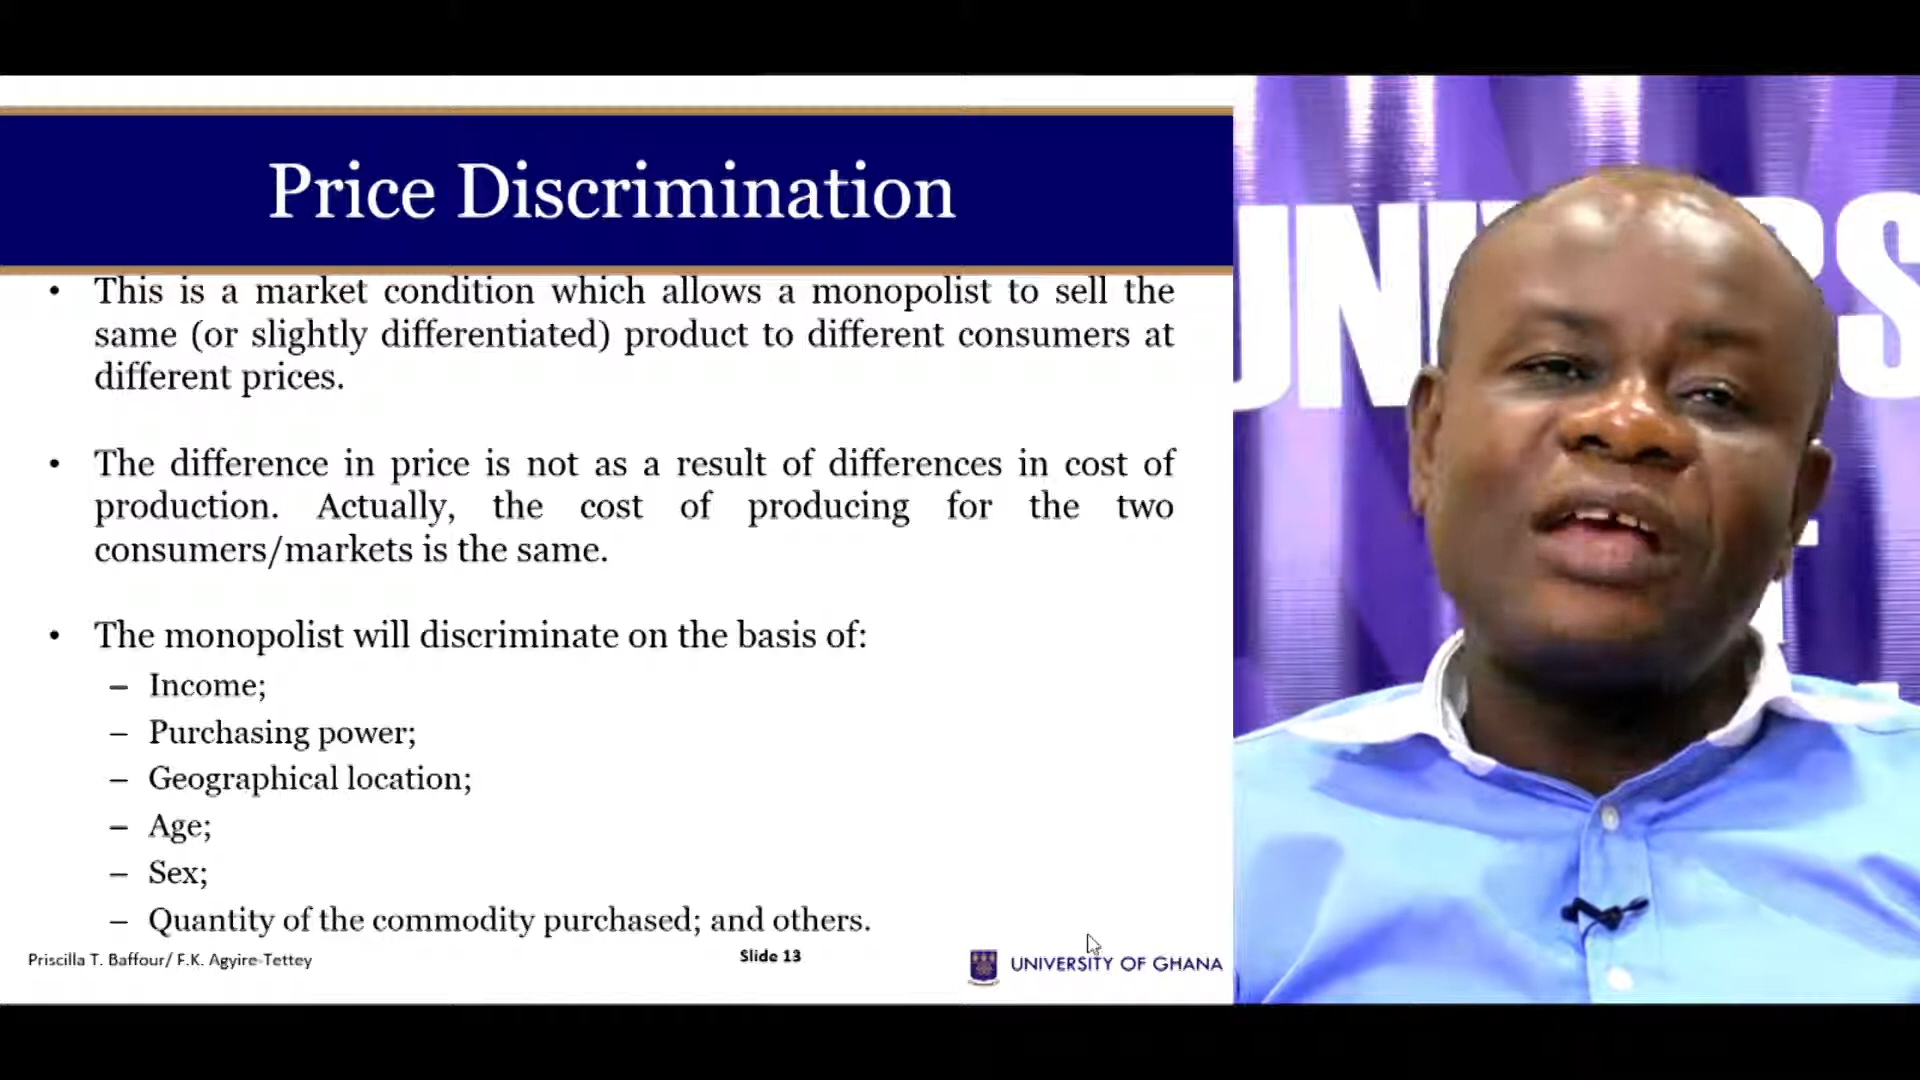 Price Discrimination
• This is a market condition which allows a monopolist to sell the
same (or slightly differentiated) product to different consumers at
different prices.
• The difference in price is not as a result of differences in cost of
production. Actually, the cost of producing for the two
consumers/markets is the same.
• The monopolist will discriminate on the basis of:
– Income;
– Purchasing power;
– Geographical location;
– Age;
– Sex;
– Quantity of the commodity purchased; and others.
Priscilla T. Baffour/ F.K. Agyire-Tettey
Slide 13
UNIVERSITY OF GHANA